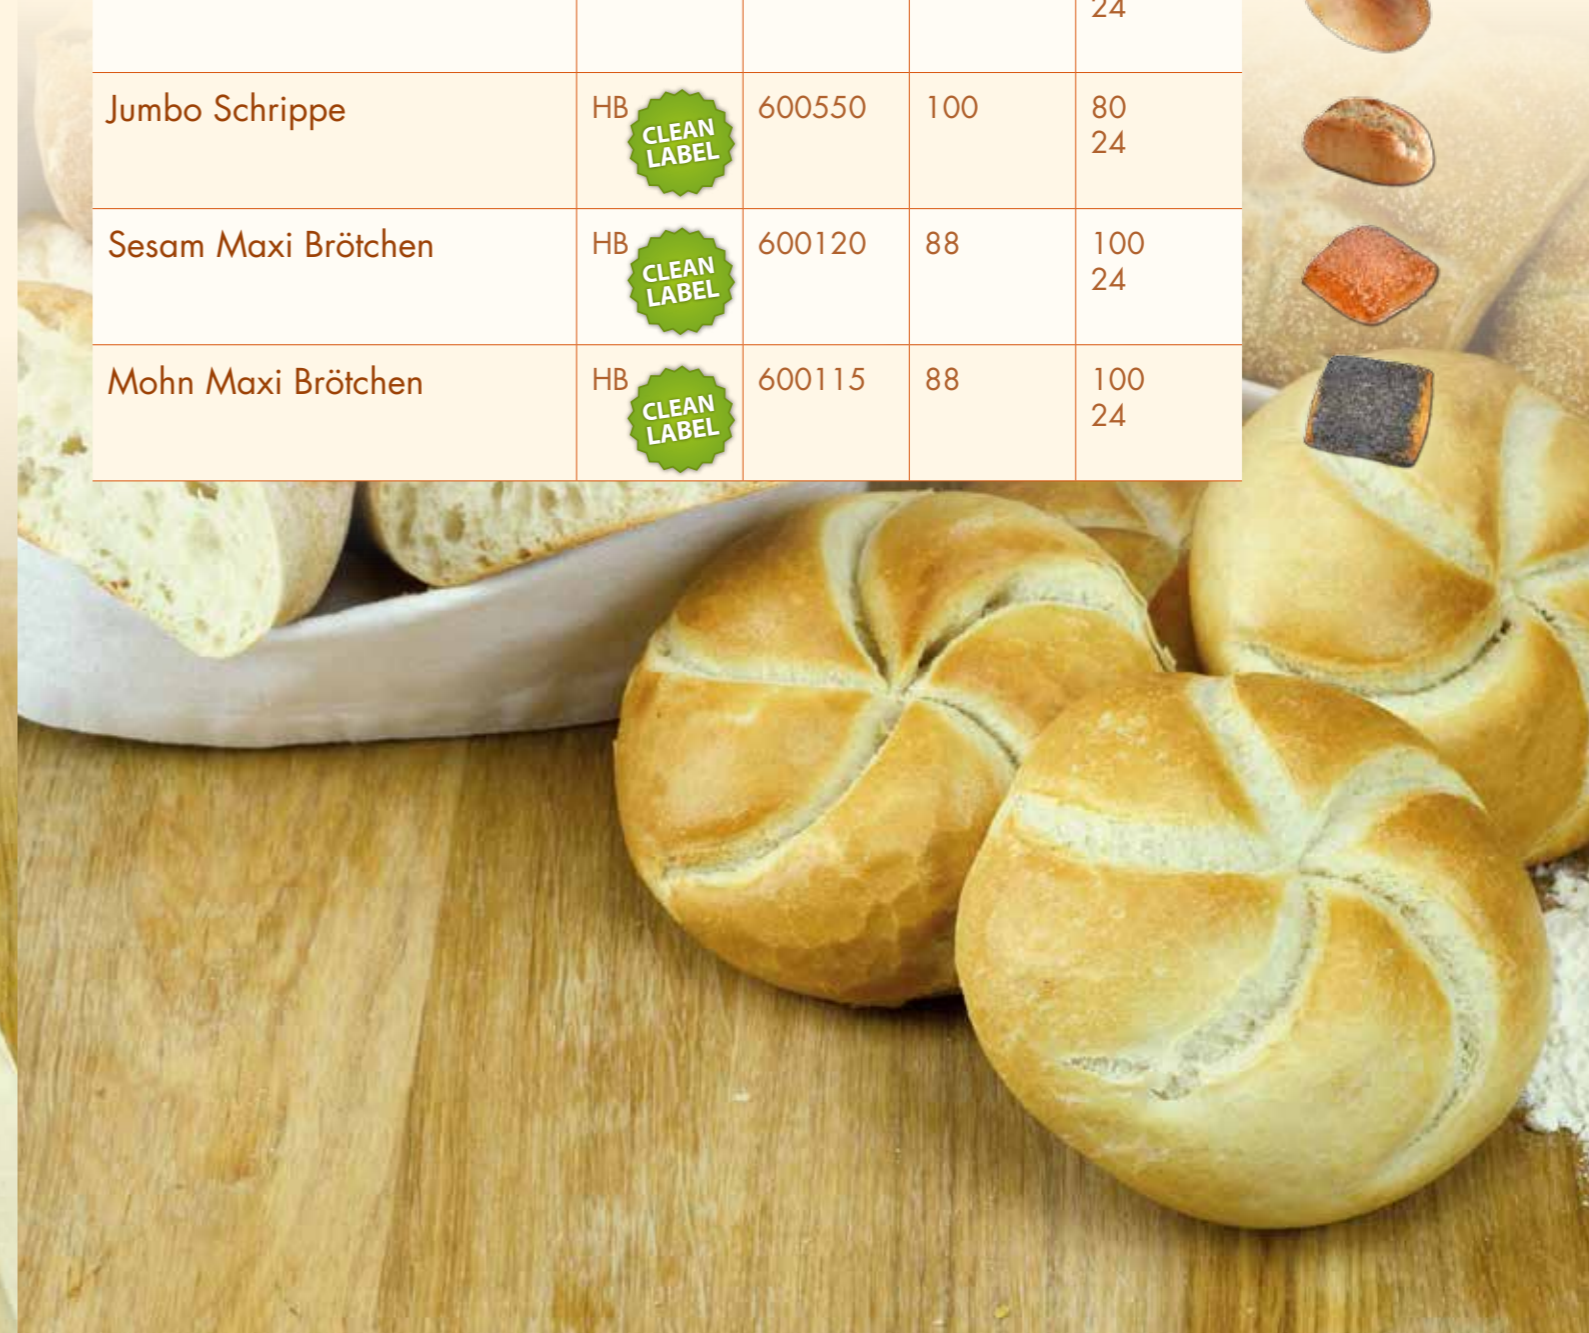 24
Jumbo Schrippe HB CLEAN LABEL 600550 100 80
24
Sesam Maxi Brötchen HB CLEAN LABEL 600120 88 100
24
Mohn Maxi Brötchen HB CLEAN LABEL 600115 88 100
24